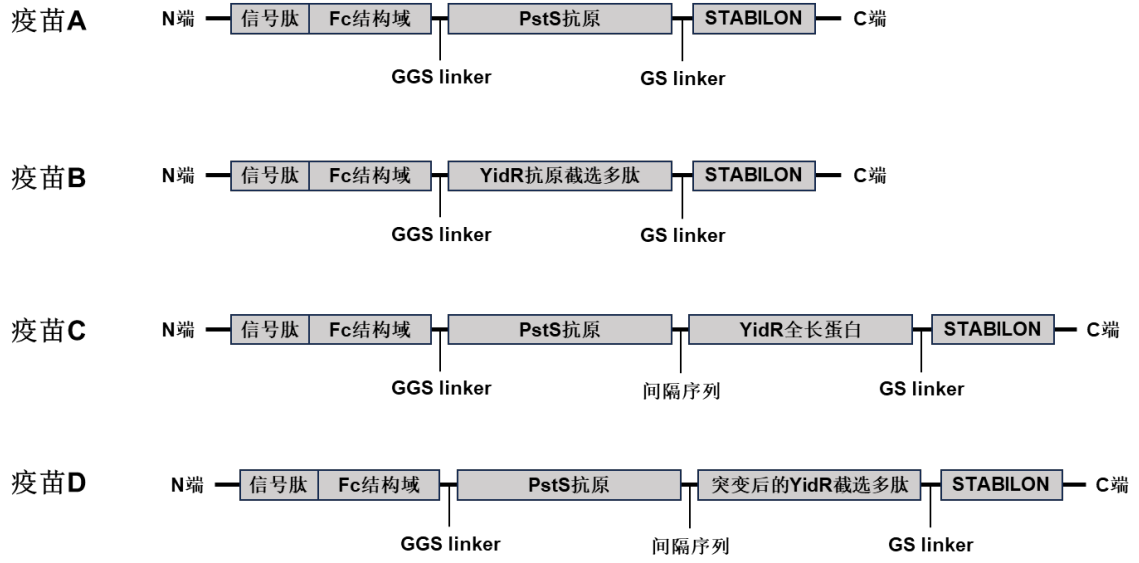 疫苗A N端 信号肽 Fc结构域 PstS抗原 STABILON C端
GGS linker GS linker
疫苗B N端 信号肽 Fc结构域 YidR抗原截选多肽 STABILON C端
GGS linker GS linker
疫苗C N端 信号肽 Fc结构域 PstS抗原 YidR全长蛋白 STABILON C端
GGS linker 间隔序列 GS linker
疫苗D N端 信号肽 Fc结构域 PstS抗原 突变后的YidR截选多肽 STABILON C端
GGS linker 间隔序列 GS linker